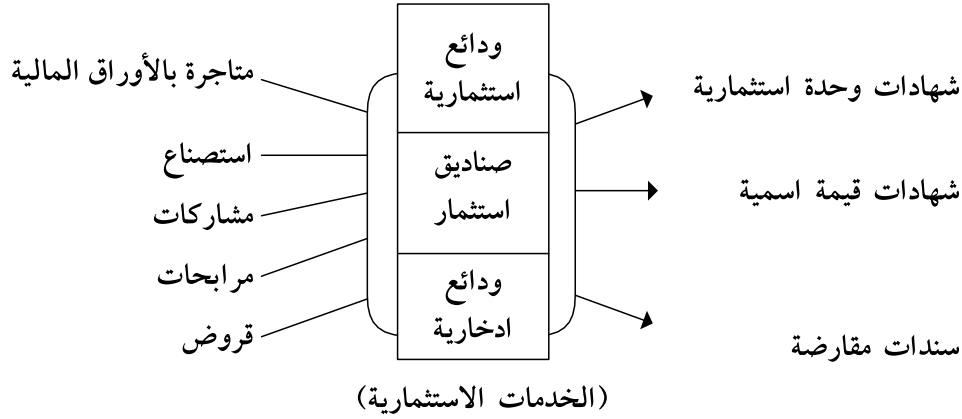 شهادات وحدة استثمارية
شهادات قيمة اسمية
سندات مقارضة
ودائع
استثمارية
صناديق
استثمار
ودائع
ادخارية
متاجرة بالأوراق المالية
استصناع
مشاركات
مرابحات
قروض
(الخدمات الاستثمارية)